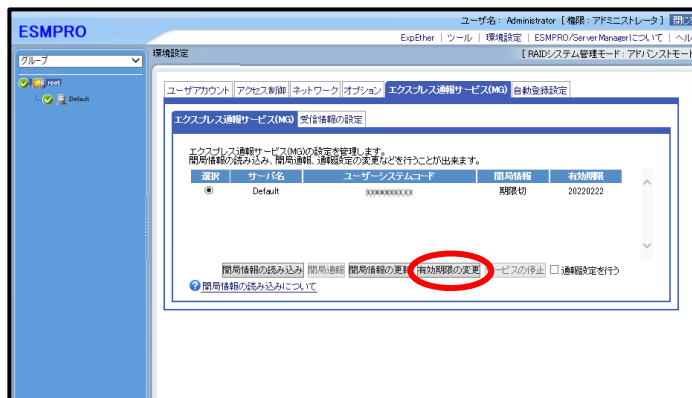 ユーザ名： Administrator [ 権限：アドミニストレータ ] 閉じ
ESMPRO
ExpEther | ツール | 環境設定 | ESMPRO/ServerManagerについて | ヘル
グループ
環境設定
[ RAIDシステム管理モード：アドバンストモード
root
Default
ユーザアカウント アクセス制御 ネットワーク オプション エクスプレス通報サービス(MG) 自動登録設定
エクスプレス通報サービス(MG) 受信情報の設定
エクスプレス通報サービス(MG)の設定を管理します。
開局情報の読み込み、開局通報、通報設定の変更などを行うことが出来ます。
選択 サーバ名 ユーザーシステムコード 開局情報 有効期限
Default 期限切 20220222
開局情報の読み込み 開局通報 開局情報の更新 有効期限の変更 サービスの停止 通報設定を行う
開局情報の読み込みについて